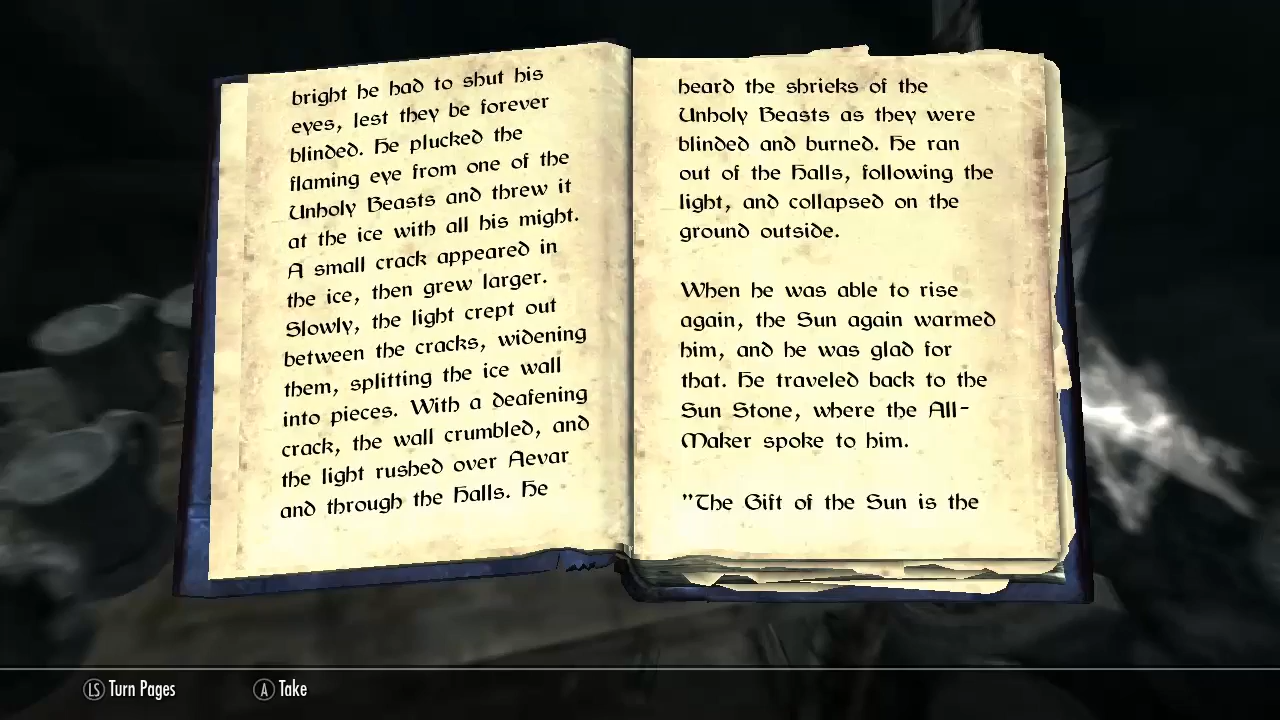 bright he had to shut his
eyes, lest they be forever
blinded. He plucked the
flaming eye from one of the
Unholy Beasts and threw it
at the ice with all his might.
A small crack appeared in
the ice, then grew larger.
Slowly, the light crept out
between the cracks, widening
them, splitting the ice wall
into pieces. With a deafening
crack, the wall crumbled, and
the light rushed over Aevar
and through the Halls. He
heard the shrieks of the
Unholy Beasts as they were
blinded and burned. He ran
out of the Halls, following the
light, and collapsed on the
ground outside.
When he was able to rise
again, the Sun again warmed
him, and he was glad for
that. He traveled back to the
Sun Stone, where the All-
Maker spoke to him.
"The Gift of the Sun is the
LS Turn Pages
A Take